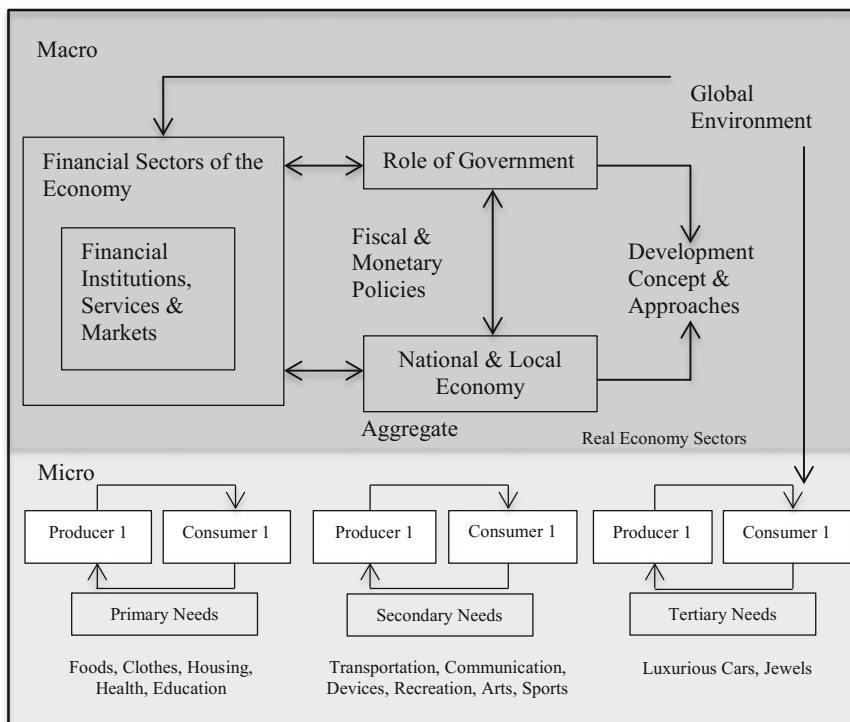 Macro
Global
Environment
Financial Sectors of the
Economy
Role of Government
Financial
Institutions,
Services &
Markets
Fiscal &
Monetary
Policies
Development
Concept &
Approaches
National & Local
Economy
Aggregate
Real Economy Sectors
Micro
Producer 1
Consumer 1
Producer 1
Consumer 1
Producer 1
Consumer 1
Primary Needs
Secondary Needs
Tertiary Needs
Foods, Clothes, Housing,
Health, Education
Transportation, Communication,
Devices, Recreation, Arts, Sports
Luxurious Cars, Jewels